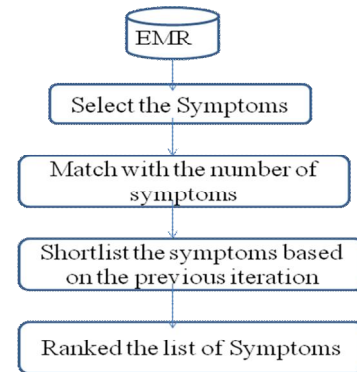 EMR
Select the Symptoms
Match with the number of
symptoms
Shortlist the symptoms based
on the previous iteration
Ranked the list of Symptoms